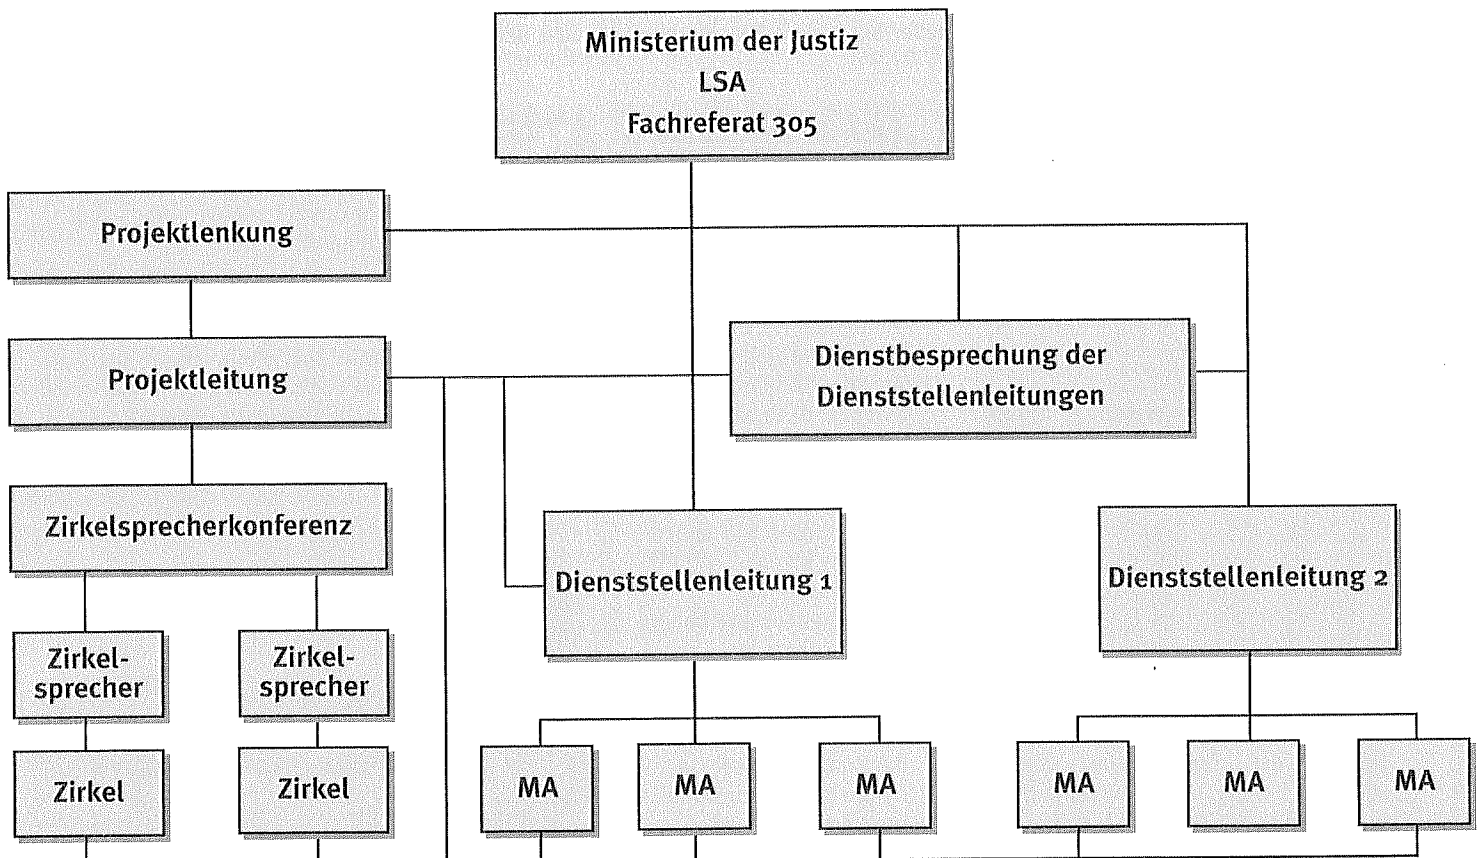 Ministerium der Justiz
LSA
Fachreferat 305
Projektlenkung
Projektleitung
Dienstbesprechung der
Dienststellenleitungen
Zirkelsprecherkonferenz
Dienststellenleitung 1
Dienststellenleitung 2
Zirkel-
sprecher
Zirkel-
sprecher
Zirkel
Zirkel
MA
MA
MA
MA
MA
MA